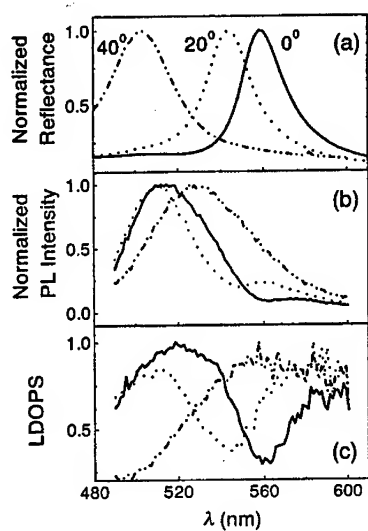 40° 20° 0° (a)
Normalized
Reflectance
1.0
0.5
(b)
Normalized
PL Intensity
1.0
0.5
0.0
(c)
LDOPS
1.0
0.5
480 520 560 600
λ (nm)